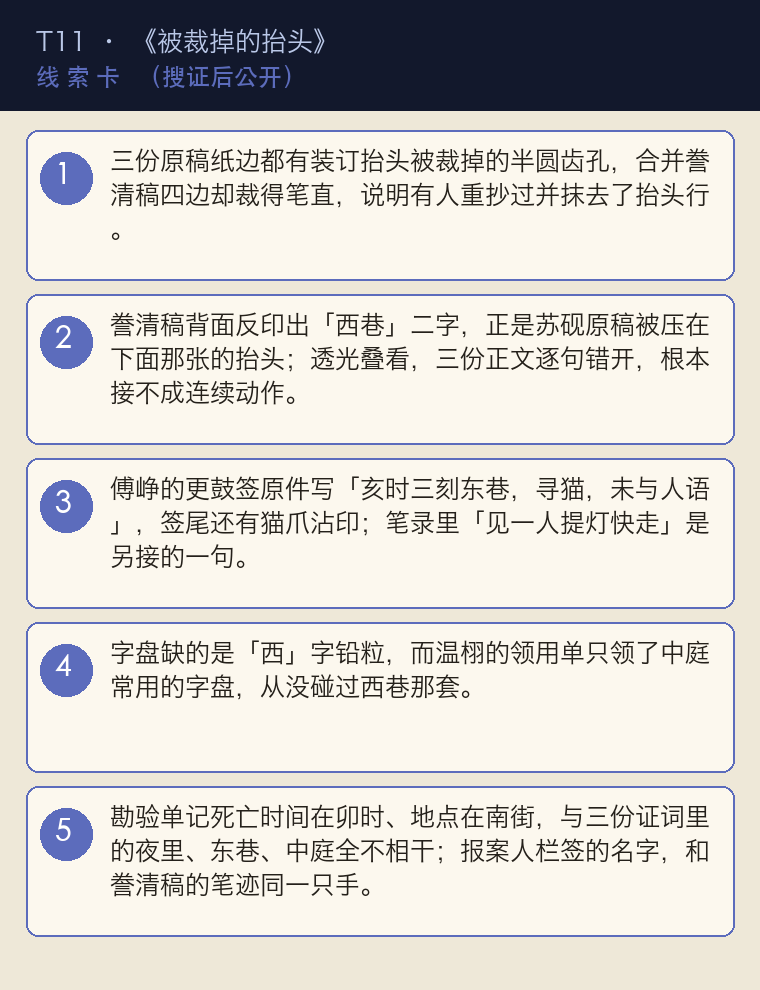 T11 · 《被裁掉的抬头》
线索卡 （搜证后公开）
1
三份原稿纸边都有装订抬头被裁掉的半圆齿孔，合并誊
清稿四边却裁得笔直，说明有人重抄过并抹去了抬头行
。
2
誊清稿背面反印出「西巷」二字，正是苏砚原稿被压在
下面那张的抬头；透光叠看，三份正文逐句错开，根本
接不成连续动作。
3
傅峥的更鼓签原件写「亥时三刻东巷，寻猫，未与人语
」，签尾还有猫爪沾印；笔录里「见一人提灯快走」是
另接的一句。
4
字盘缺的是「西」字铅粒，而温栩的领用单只领了中庭
常用的字盘，从没碰过西巷那套。
5
勘验单记死亡时间在卯时、地点在南街，与三份证词里
的夜里、东巷、中庭全不相干；报案人栏签的名字，和
誊清稿的笔迹同一只手。